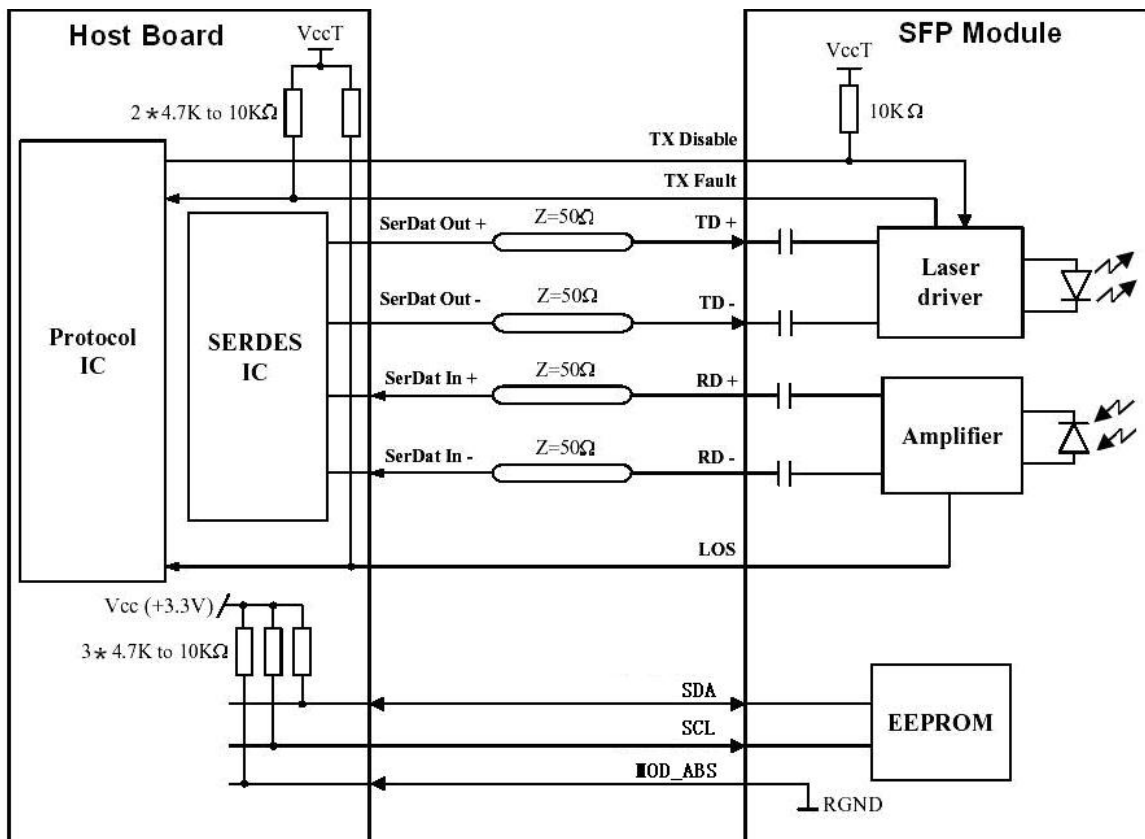 Host Board
SFP Module
VccT
VccT
2*4.7K to 10KΩ
10KΩ
TX Disable
TX Fault
SerDat Out +
Z=50Ω
TD +
Laser
driver
SerDat Out -
Z=50Ω
TD -
Protocol
IC
SERDES
IC
SerDat In +
Z=50Ω
RD +
Amplifier
SerDat In -
Z=50Ω
RD -
LOS
Vcc (+3.3V)
3*4.7K to 10KΩ
SDA
EEPROM
SCL
MOD_ABS
RGND